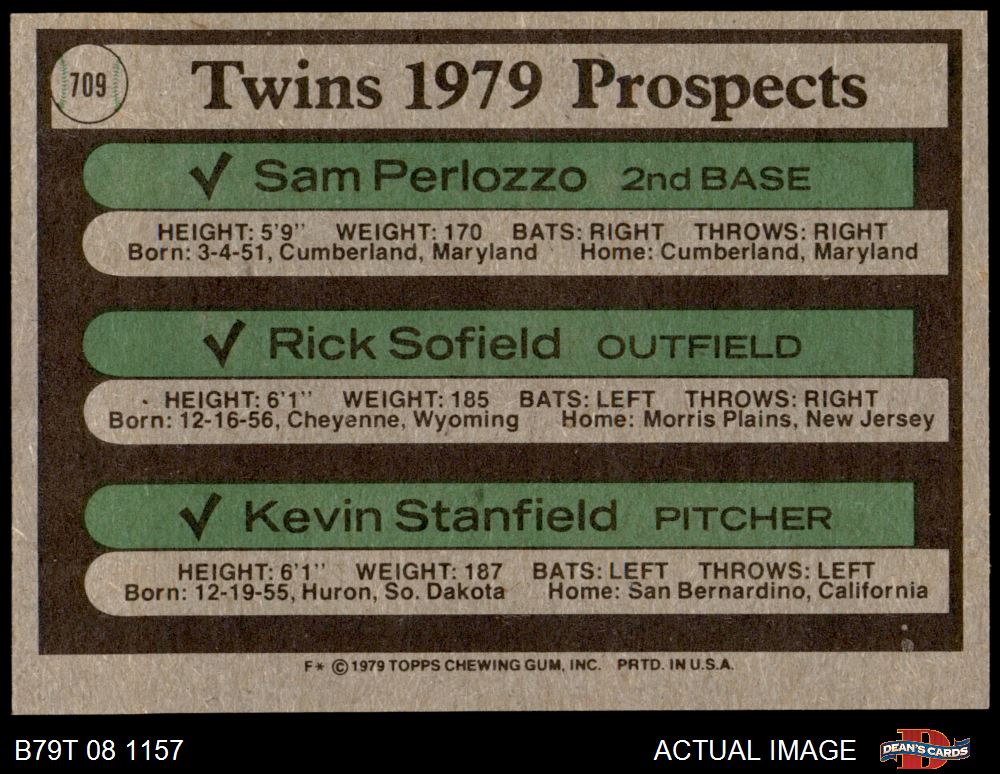 709
Twins 1979 Prospects
✓ Sam Perlozzo 2nd BASE
HEIGHT: 5'9" WEIGHT: 170 BATS: RIGHT THROWS: RIGHT
Born: 3-4-51, Cumberland, Maryland Home: Cumberland, Maryland
✓ Rick Sofield OUTFIELD
HEIGHT: 6'1" WEIGHT: 185 BATS: LEFT THROWS: RIGHT
Born: 12-16-56, Cheyenne, Wyoming Home: Morris Plains, New Jersey
✓ Kevin Stanfield PITCHER
HEIGHT: 6'1" WEIGHT: 187 BATS: LEFT THROWS: LEFT
Born: 12-19-55, Huron, So. Dakota Home: San Bernardino, California
F* © 1979 TOPPS CHEWING GUM, INC. PRTD. IN U.S.A.
B79T 08 1157 ACTUAL IMAGE DEAN'S CARDS